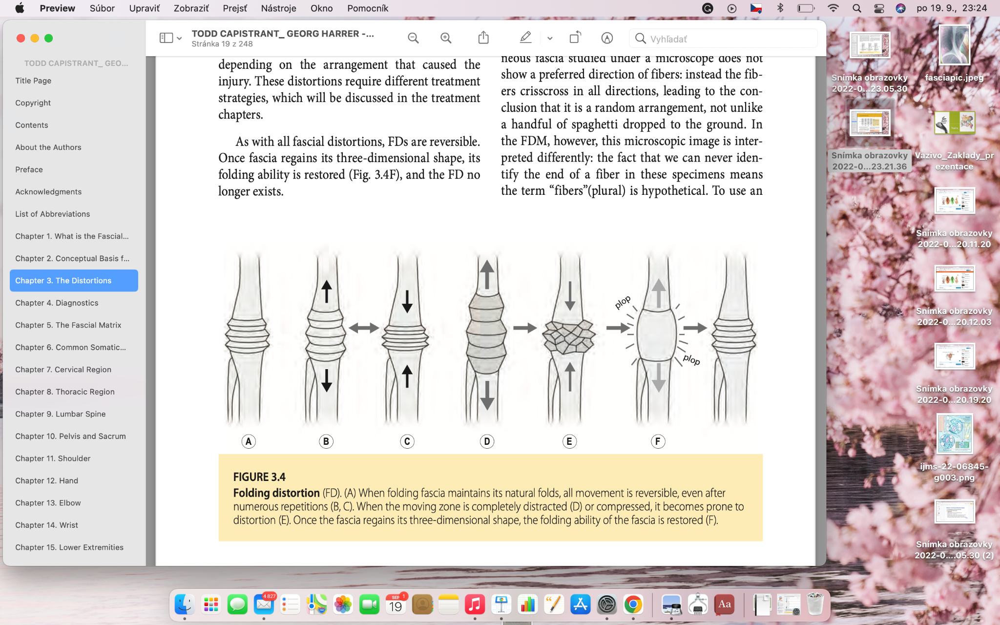 Preview Súbor Upraviť Zobraziť Prejsť Nástroje Okno Pomocník
po 19. 9., 23:24
TODD CAPISTRANT_ GEO...
Title Page
Copyright
Contents
About the Authors
Preface
Acknowledgments
List of Abbreviations
Chapter 1. What is the Fascial...
Chapter 2. Conceptual Basis f...
Chapter 3. The Distortions
Chapter 4. Diagnostics
Chapter 5. The Fascial Matrix
Chapter 6. Common Somatic...
Chapter 7. Cervical Region
Chapter 8. Thoracic Region
Chapter 9. Lumbar Spine
Chapter 10. Pelvis and Sacrum
Chapter 11. Shoulder
Chapter 12. Hand
Chapter 13. Elbow
Chapter 14. Wrist
Chapter 15. Lower Extremities
TODD CAPISTRANT_ GEORG HARRER -...
Stránka 19 z 248
Vyhľadať
depending on the arrangement that caused the
injury. These distortions require different treatment
strategies, which will be discussed in the treatment
chapters.
As with all fascial distortions, FDs are reversible.
Once fascia regains its three-dimensional shape, its
folding ability is restored (Fig. 3.4F), and the FD no
longer exists.
neous fascia studied under a microscope does not
show a preferred direction of fibers: instead the fib-
ers crisscross in all directions, leading to the con-
clusion that it is a random arrangement, not unlike
a handful of spaghetti dropped to the ground. In
the FDM, however, this microscopic image is inter-
preted differently: the fact that we can never iden-
tify the end of a fiber in these specimens means
the term “fibers”(plural) is hypothetical. To use an
plop
plop
A B C D E F
FIGURE 3.4
Folding distortion (FD). (A) When folding fascia maintains its natural folds, all movement is reversible, even after
numerous repetitions (B, C). When the moving zone is completely distracted (D) or compressed, it becomes prone to
distortion (E). Once the fascia regains its three-dimensional shape, the folding ability of the fascia is restored (F).
Snímka obrazovky
2022-0...23.05.30
fasciapic.jpeg
Snímka obrazovky
2022-0...23.21.36
Vazivo_Zaklady_pr
ezentace
Snímka obrazovky
2022-0...20.11.20
Snímka obrazovky
2022-0...20.12.03
Snímka obrazovky
2022-0...20.19.20
ijms-22-06845-
g003.png
Snímka obrazovky
2022-0....05.30 (2)
4 827
SEP
1
19
280
Aa